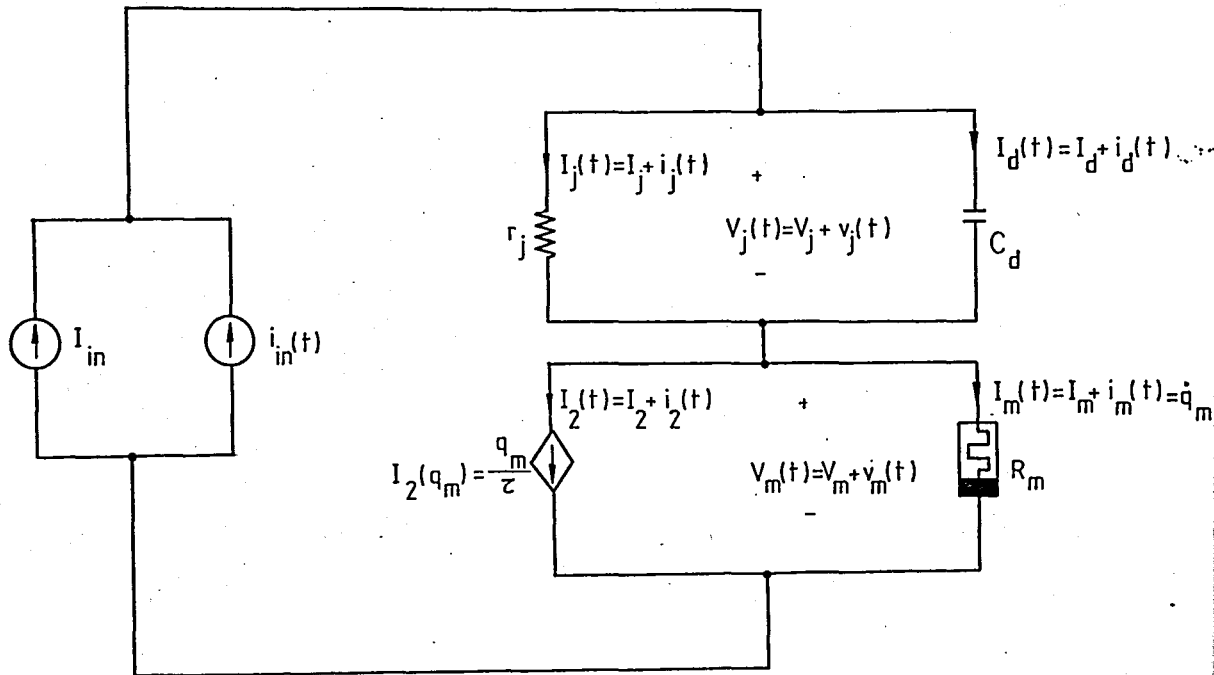 I_in
i_in(t)
I_j(t)=I_j+i_j(t)
r_j
+
V_j(t)=V_j+v_j(t)
-
I_d(t)=I_d+i_d(t)
C_d
I_2(t)=I_2+i_2(t)
I_2(q_m)=q_m/τ
+
V_m(t)=V_m+v_m(t)
-
I_m(t)=I_m+i_m(t)=q̇_m
R_m